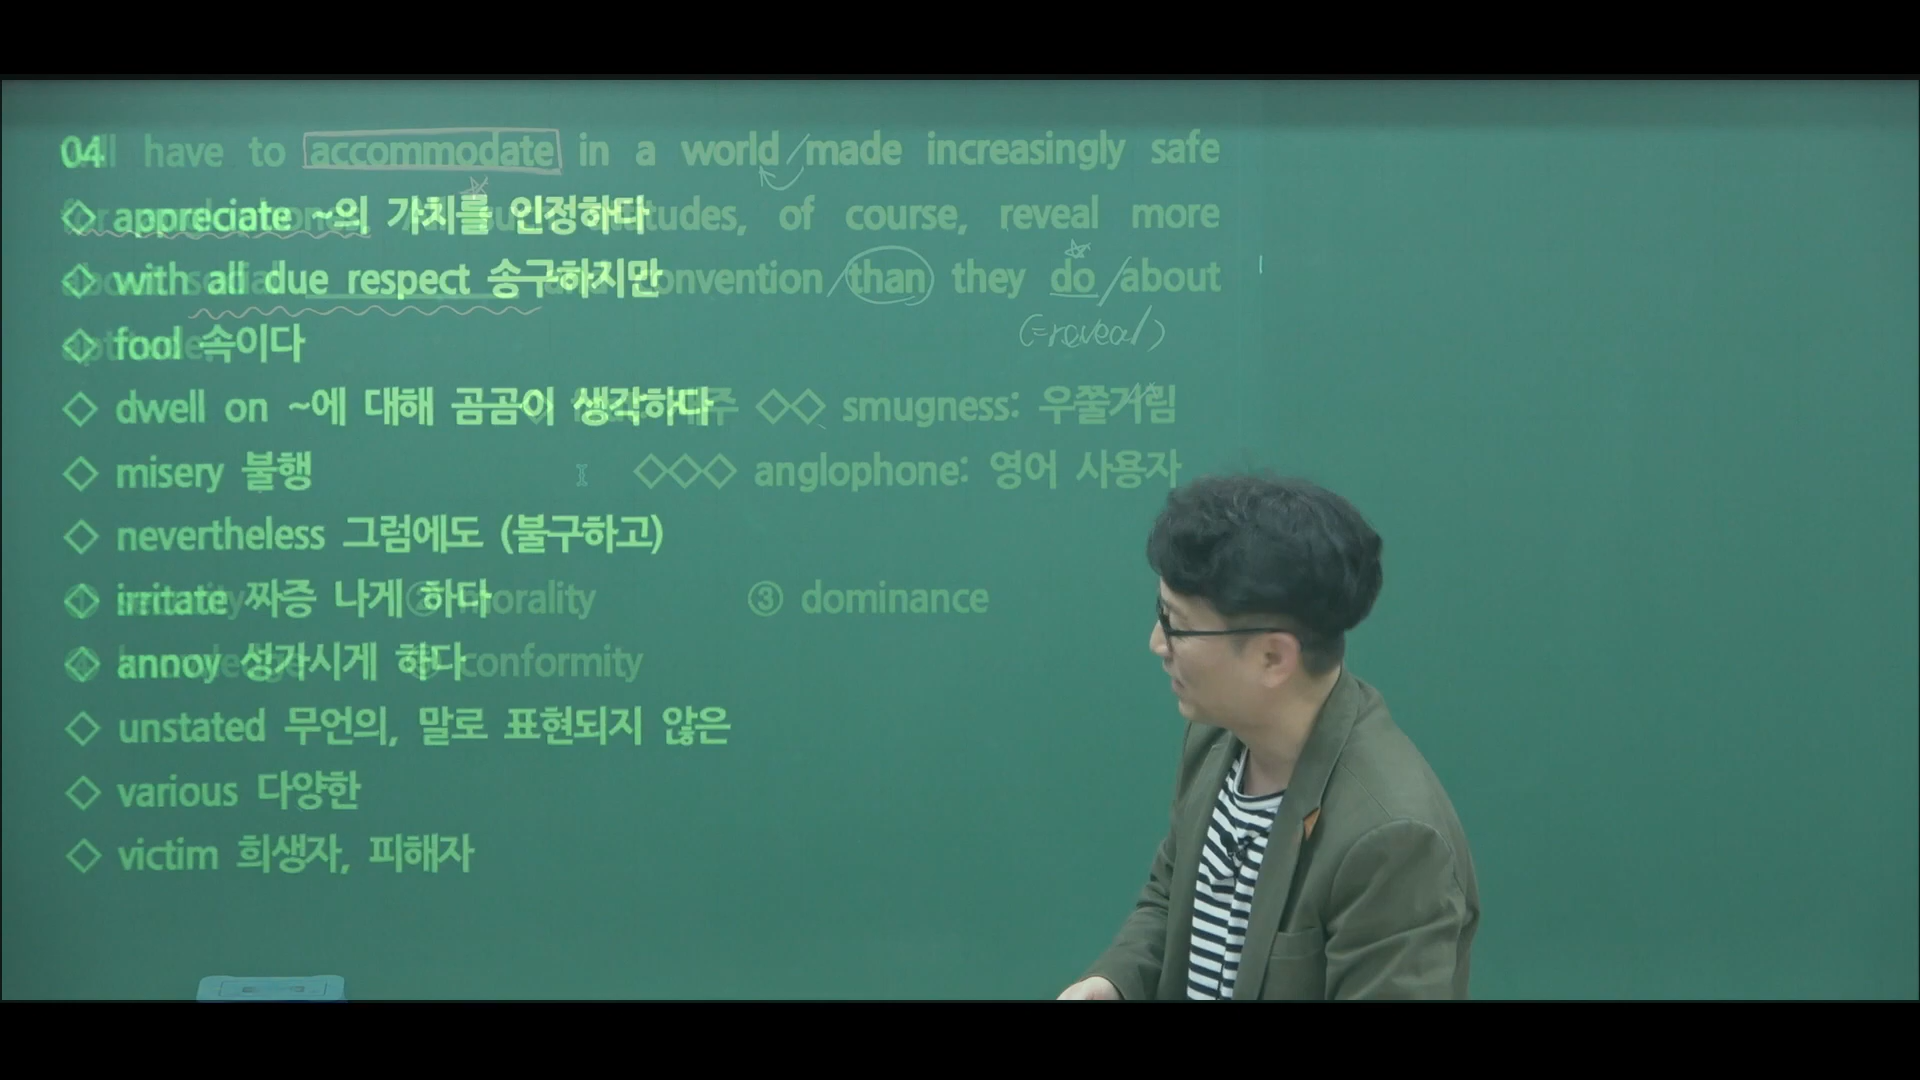 04 have to accommodate in a world made increasingly safe
◇ appreciate ~의 가치를 인정하다 of course, reveal more
◇ with all due respect 송구하지만 convention than they do about
(=reveal)
◇ fool 속이다
◇ dwell on ~에 대해 곰곰이 생각하다 ◇◇ smugness: 우쭐거림
◇ misery 불행 ◇◇◇ anglophone: 영어 사용자
◇ nevertheless 그럼에도 (불구하고)
◇ irritate 짜증 나게 하다 morality ③ dominance
◇ annoy 성가시게 하다 conformity
◇ unstated 무언의, 말로 표현되지 않은
◇ various 다양한
◇ victim 희생자, 피해자